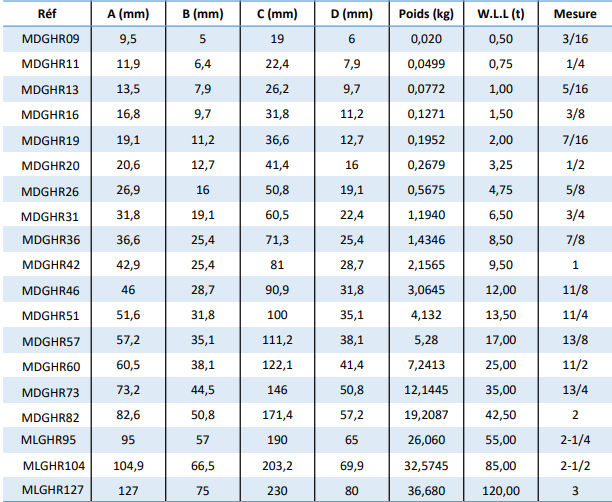 Réf A (mm) B (mm) C (mm) D (mm) Poids (kg) W.L.L (t) Mesure
MDGHR09 9,5 5 19 6 0,020 0,50 3/16
MDGHR11 11,9 6,4 22,4 7,9 0,0499 0,75 1/4
MDGHR13 13,5 7,9 26,2 9,7 0,0772 1,00 5/16
MDGHR16 16,8 9,7 31,8 11,2 0,1271 1,50 3/8
MDGHR19 19,1 11,2 36,6 12,7 0,1952 2,00 7/16
MDGHR20 20,6 12,7 41,4 16 0,2679 3,25 1/2
MDGHR26 26,9 16 50,8 19,1 0,5675 4,75 5/8
MDGHR31 31,8 19,1 60,5 22,4 1,1940 6,50 3/4
MDGHR36 36,6 25,4 71,3 25,4 1,4346 8,50 7/8
MDGHR42 42,9 25,4 81 28,7 2,1565 9,50 1
MDGHR46 46 28,7 90,9 31,8 3,0645 12,00 11/8
MDGHR51 51,6 31,8 100 35,1 4,132 13,50 11/4
MDGHR57 57,2 35,1 111,2 38,1 5,28 17,00 13/8
MDGHR60 60,5 38,1 122,1 41,4 7,2413 25,00 11/2
MDGHR73 73,2 44,5 146 50,8 12,1445 35,00 13/4
MDGHR82 82,6 50,8 171,4 57,2 19,2087 42,50 2
MLGHR95 95 57 190 65 26,060 55,00 2-1/4
MLGHR104 104,9 66,5 203,2 69,9 32,5745 85,00 2-1/2
MLGHR127 127 75 230 80 36,680 120,00 3